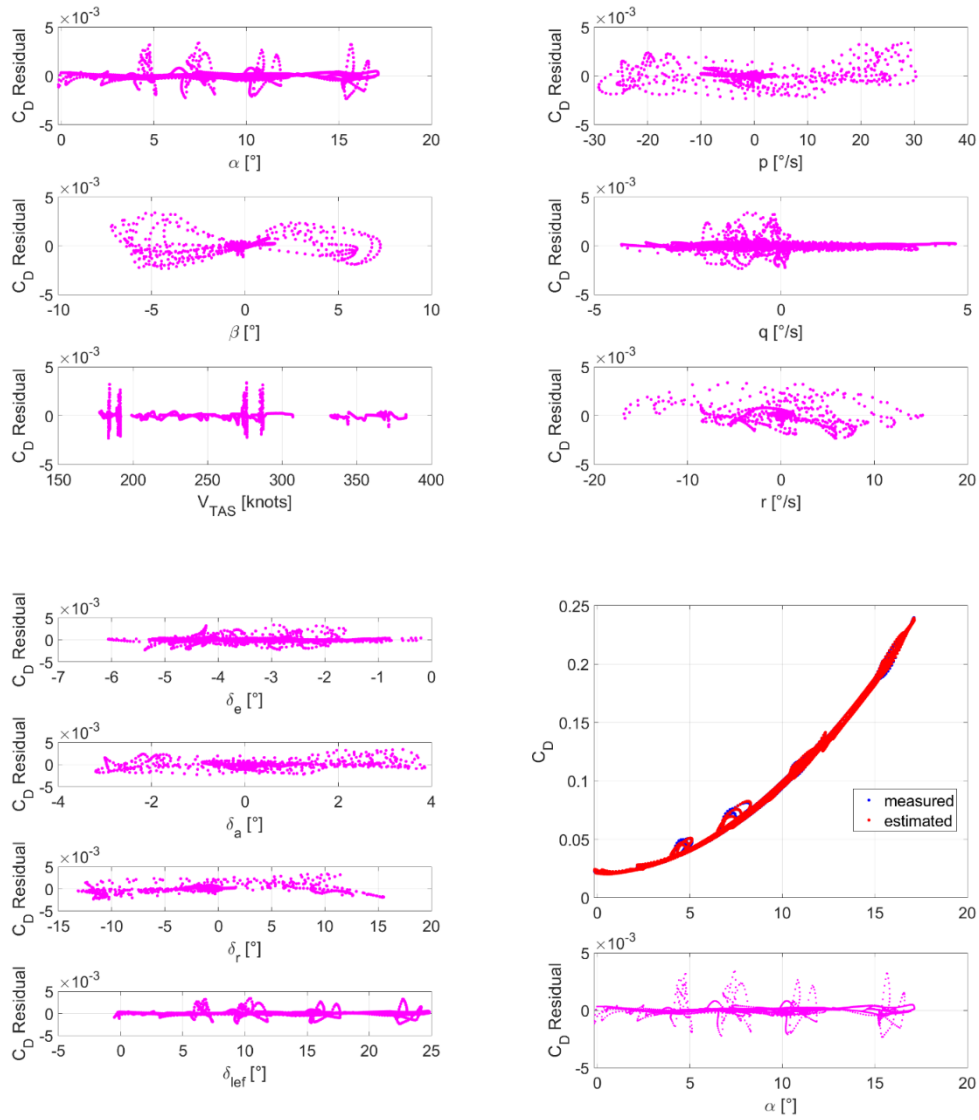 ×10⁻³
5
0
-5
C_D Residual
0 5 10 15 20
α [°]
×10⁻³
5
0
-5
C_D Residual
-30 -20 -10 0 10 20 30 40
p [°/s]
×10⁻³
5
0
-5
C_D Residual
-10 -5 0 5 10
β [°]
×10⁻³
5
0
-5
C_D Residual
-5 0 5
q [°/s]
×10⁻³
5
0
-5
C_D Residual
150 200 250 300 350 400
V_TAS [knots]
×10⁻³
5
0
-5
C_D Residual
-20 -10 0 10 20
r [°/s]
×10⁻³
5
0
-5
C_D Residual
-7 -6 -5 -4 -3 -2 -1 0
δ_e [°]
×10⁻³
5
0
-5
C_D Residual
-4 -2 0 2 4
δ_a [°]
×10⁻³
5
0
-5
C_D Residual
-15 -10 -5 0 5 10 15 20
δ_r [°]
×10⁻³
5
0
-5
C_D Residual
-5 0 5 10 15 20 25
δ_lef [°]
0.25
0.2
0.15
0.1
0.05
0
C_D
measured
estimated
0 5 10 15 20
×10⁻³
5
0
-5
C_D Residual
0 5 10 15 20
α [°]